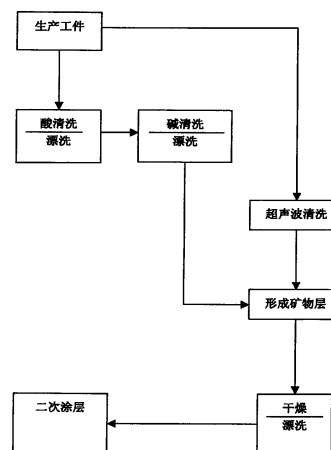 生产工件
酸清洗
漂洗
碱清洗
漂洗
超声波清洗
形成矿物层
干燥
漂洗
二次涂层